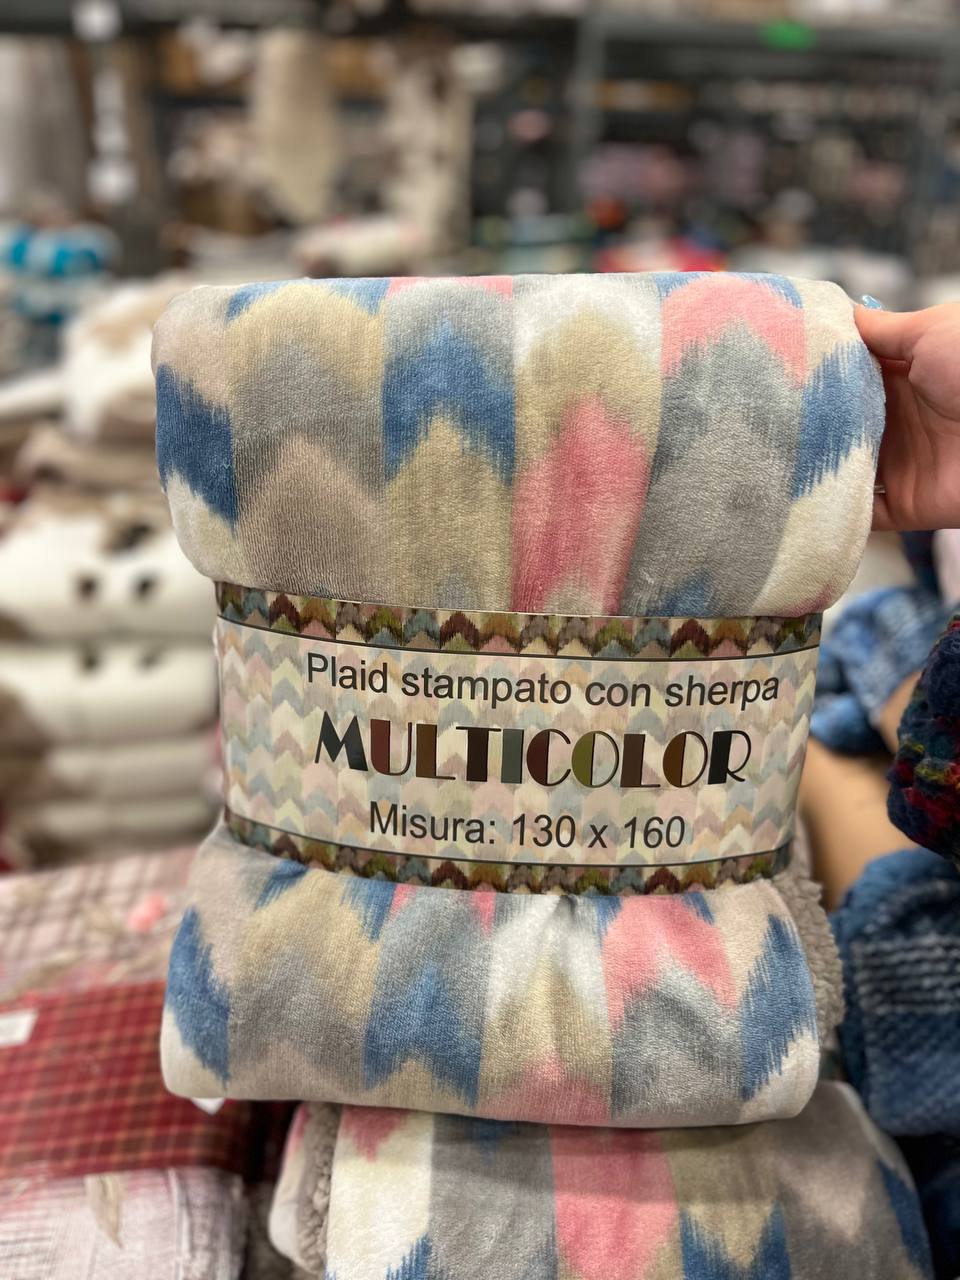 Plaid stampato con sherpa
MULTICOLOR
Misura: 130 x 160